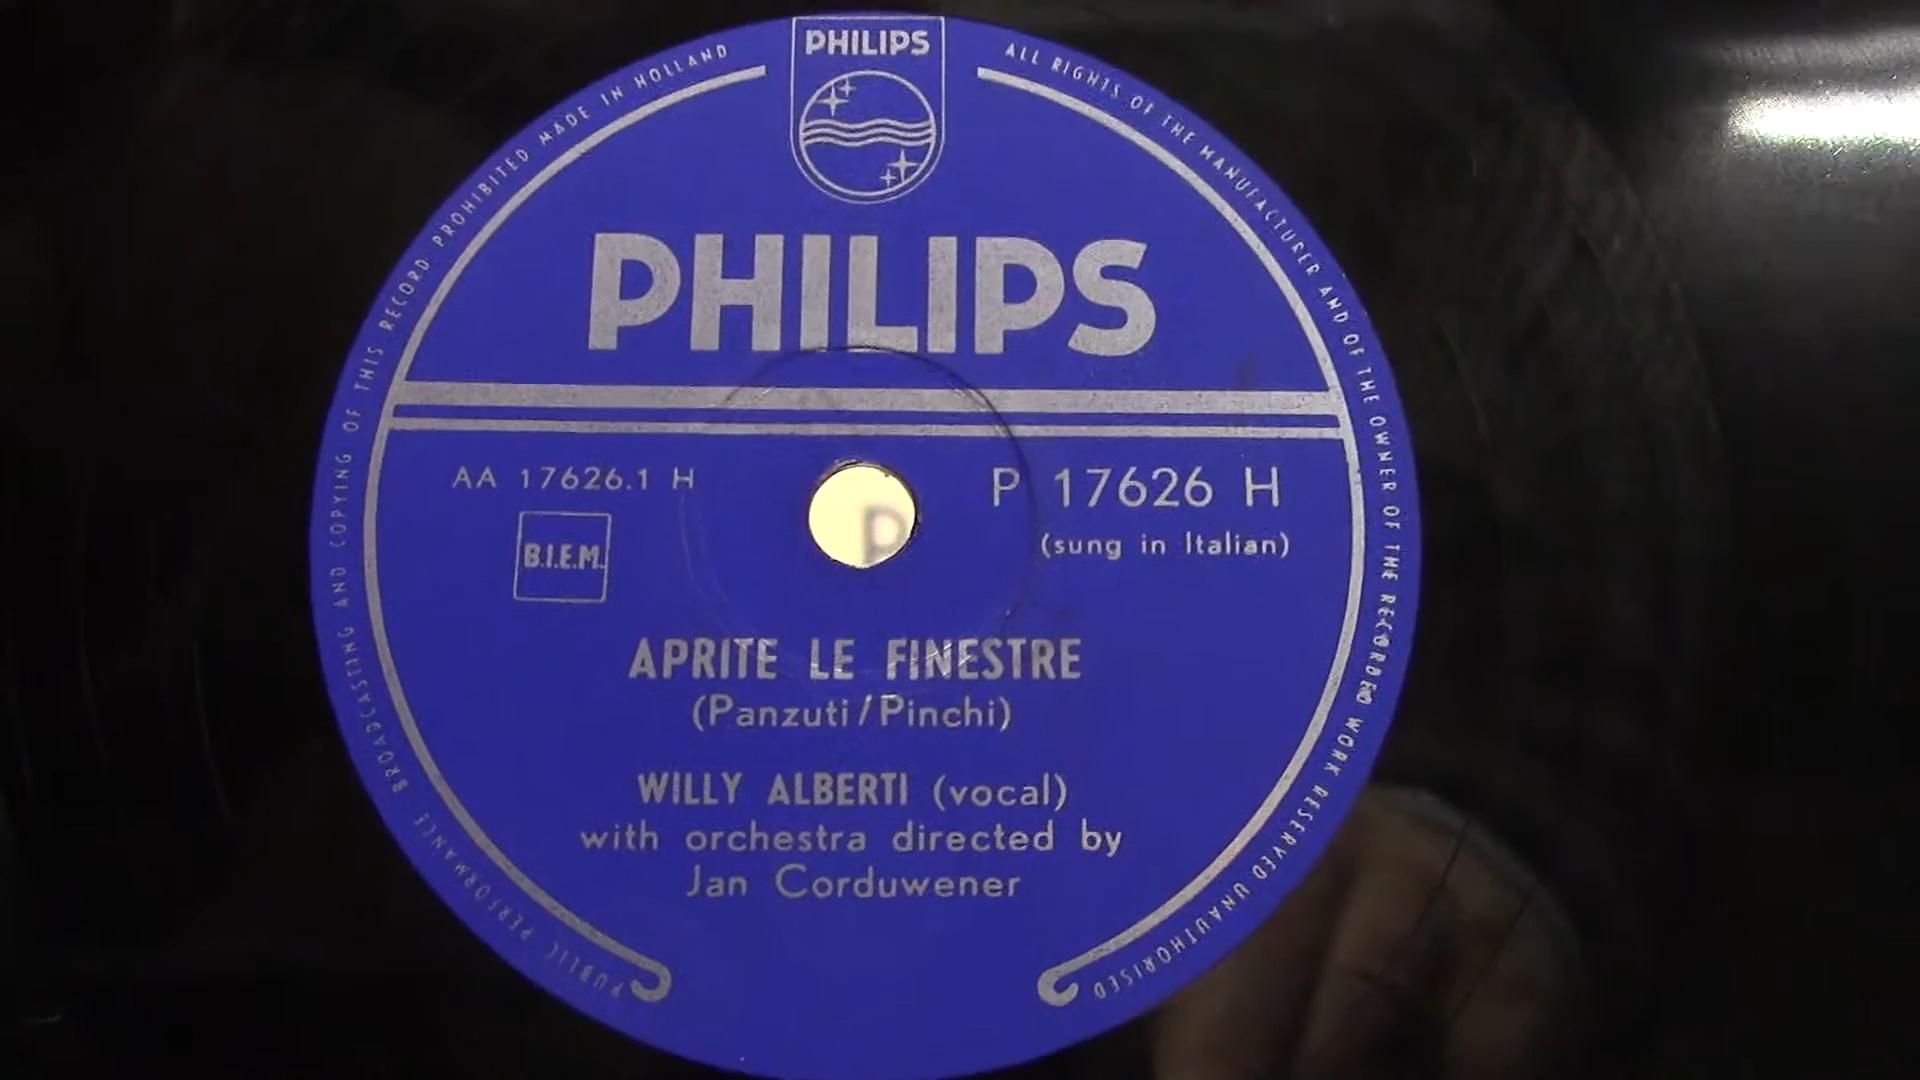 PHILIPS
PHILIPS
AA 17626.1 H
P 17626 H
B.I.E.M.
(sung in Italian)
APRITE LE FINESTRE
(Panzuti/Pinchi)
WILLY ALBERTI (vocal)
with orchestra directed by
Jan Corduwener
ALL RIGHTS OF THE MANUFACTURER AND OF THE OWNER OF THE RECORDED WORK RESERVED UNAUTHORISED
PUBLIC PERFORMANCE BROADCASTING AND COPYING OF THIS RECORD PROHIBITED MADE IN HOLLAND